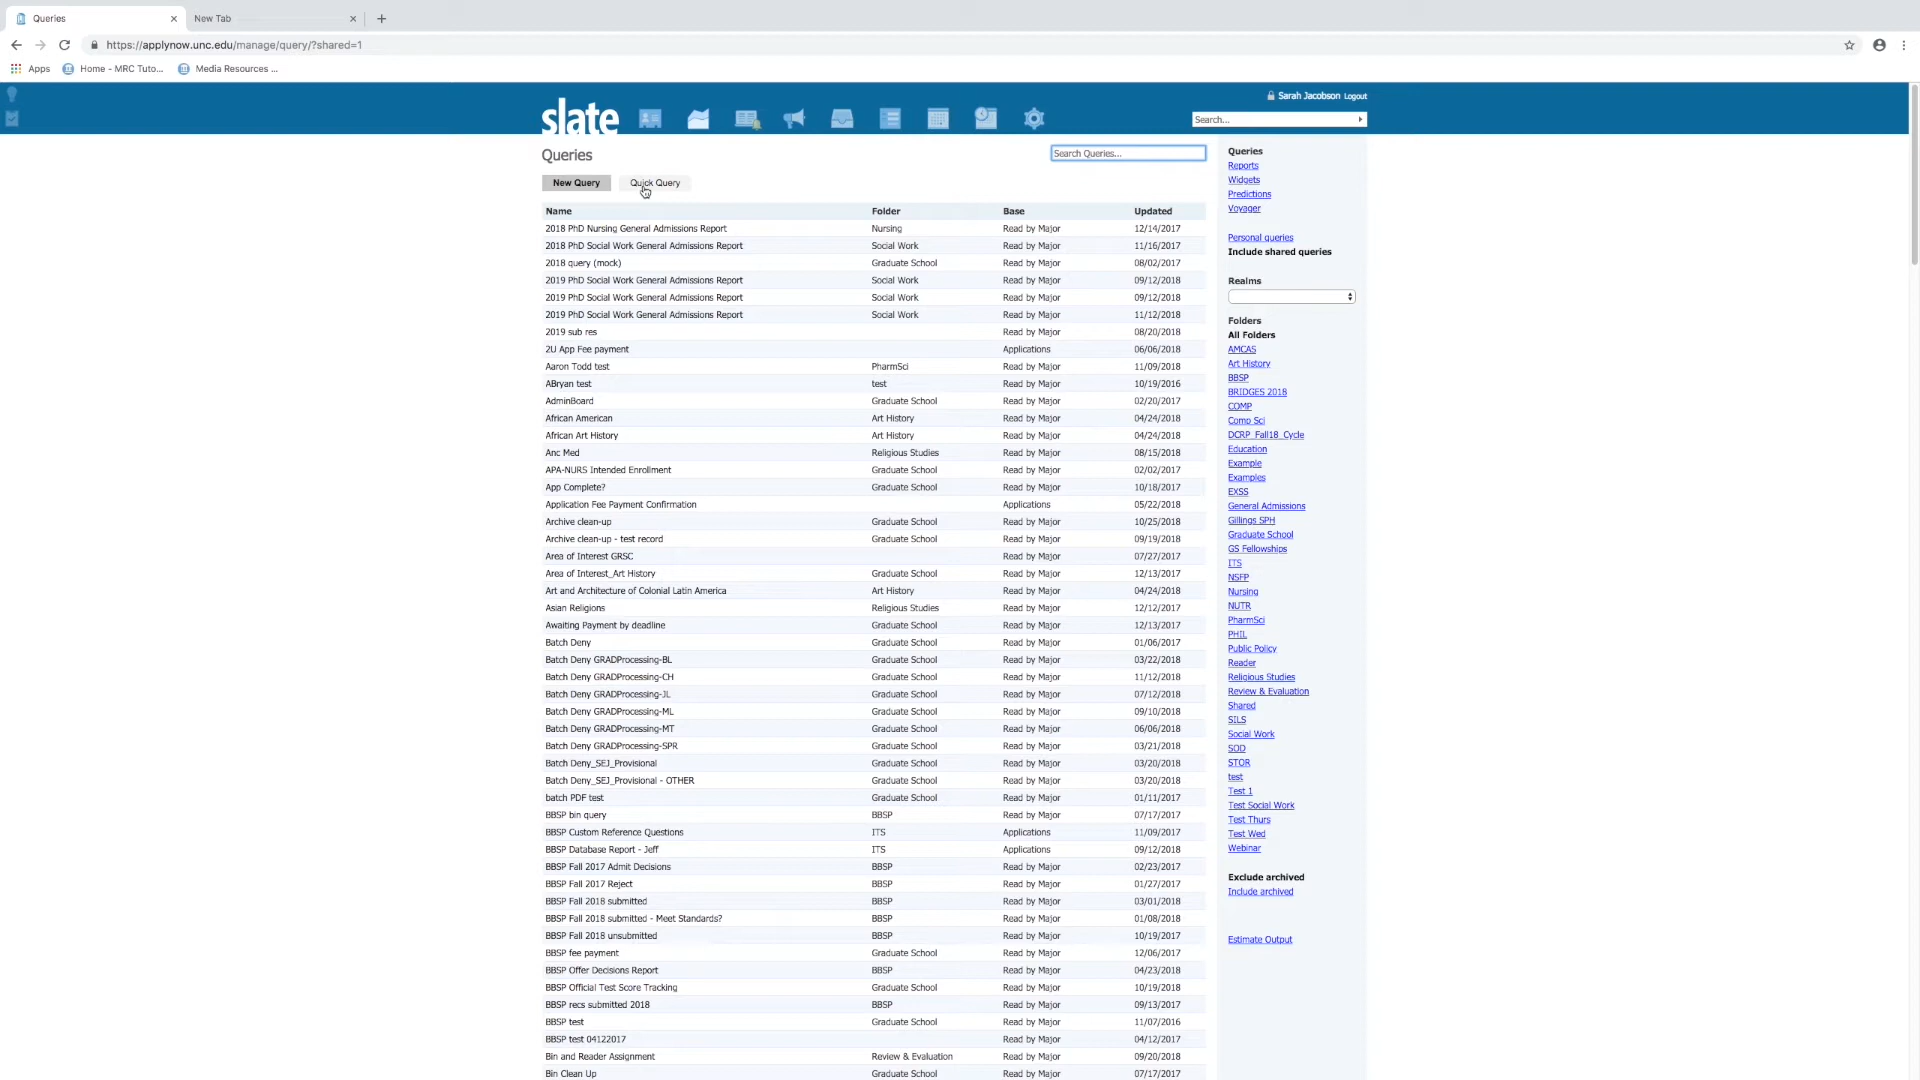 Queries
New Tab
https://applynow.unc.edu/manage/query/?shared=1
Apps Home - MRC Tuto... Media Resources ...
Sarah Jacobson Logout
slate
Search...
Queries
Search Queries...
New Query Quick Query
Name Folder Base Updated
2018 PhD Nursing General Admissions Report Nursing Read by Major 12/14/2017
2018 PhD Social Work General Admissions Report Social Work Read by Major 11/16/2017
2018 query (mock) Graduate School Read by Major 08/02/2017
2019 PhD Social Work General Admissions Report Social Work Read by Major 09/12/2018
2019 PhD Social Work General Admissions Report Social Work Read by Major 09/12/2018
2019 PhD Social Work General Admissions Report Social Work Read by Major 11/12/2018
2019 sub res Read by Major 08/20/2018
2U App Fee payment Applications 06/06/2018
Aaron Todd test PharmSci Read by Major 11/09/2018
ABryan test test Read by Major 10/19/2016
AdminBoard Graduate School Read by Major 02/20/2017
African American Art History Read by Major 04/24/2018
African Art History Art History Read by Major 04/24/2018
Anc Med Religious Studies Read by Major 08/15/2018
APA-NURS Intended Enrollment Graduate School Read by Major 02/02/2017
App Complete? Graduate School Read by Major 10/18/2017
Application Fee Payment Confirmation Applications 05/22/2018
Archive clean-up Graduate School Read by Major 10/25/2018
Archive clean-up - test record Graduate School Read by Major 09/19/2018
Area of Interest GRSC Read by Major 07/27/2017
Area of Interest_Art History Graduate School Read by Major 12/13/2017
Art and Architecture of Colonial Latin America Art History Read by Major 04/24/2018
Asian Religions Religious Studies Read by Major 12/12/2017
Awaiting Payment by deadline Graduate School Read by Major 12/13/2017
Batch Deny Graduate School Read by Major 01/06/2017
Batch Deny GRADProcessing-BL Graduate School Read by Major 03/22/2018
Batch Deny GRADProcessing-CH Graduate School Read by Major 11/12/2018
Batch Deny GRADProcessing-JL Graduate School Read by Major 07/12/2018
Batch Deny GRADProcessing-ML Graduate School Read by Major 09/10/2018
Batch Deny GRADProcessing-MT Graduate School Read by Major 06/06/2018
Batch Deny GRADProcessing-SPR Graduate School Read by Major 03/21/2018
Batch Deny_SEJ_Provisional Graduate School Read by Major 03/20/2018
Batch Deny_SEJ_Provisional - OTHER Graduate School Read by Major 03/20/2018
batch PDF test Graduate School Read by Major 01/11/2017
BBSP bin query BBSP Read by Major 07/17/2017
BBSP Custom Reference Questions ITS Applications 11/09/2017
BBSP Database Report - Jeff ITS Applications 09/12/2018
BBSP Fall 2017 Admit Decisions BBSP Read by Major 02/23/2017
BBSP Fall 2017 Reject BBSP Read by Major 01/27/2017
BBSP Fall 2018 submitted BBSP Read by Major 03/01/2018
BBSP Fall 2018 submitted - Meet Standards? BBSP Read by Major 01/08/2018
BBSP Fall 2018 unsubmitted BBSP Read by Major 10/19/2017
BBSP fee payment Graduate School Read by Major 12/06/2017
BBSP Offer Decisions Report BBSP Read by Major 04/23/2018
BBSP Official Test Score Tracking Graduate School Read by Major 10/19/2018
BBSP recs submitted 2018 BBSP Read by Major 09/13/2017
BBSP test Graduate School Read by Major 11/07/2016
BBSP test 04122017 Read by Major 04/12/2017
Bin and Reader Assignment Review & Evaluation Read by Major 09/20/2018
Bin Clean Up Graduate School Read by Major 07/17/2017
Queries
Reports
Widgets
Predictions
Voyager
Personal queries
Include shared queries
Realms
Folders
All Folders
AMCAS
Art History
BBSP
BRIDGES 2018
COMP
Comp Sci
DCRP_Fall18_Cycle
Education
Example
Examples
EXSS
General Admissions
Gillings SPH
Graduate School
GS Fellowships
ITS
NSFP
Nursing
NUTR
PharmSci
PHIL
Public Policy
Reader
Religious Studies
Review & Evaluation
Shared
SILS
Social Work
SOD
STOR
test
Test 1
Test Social Work
Test Thurs
Test Wed
Webinar
Exclude archived
Include archived
Estimate Output